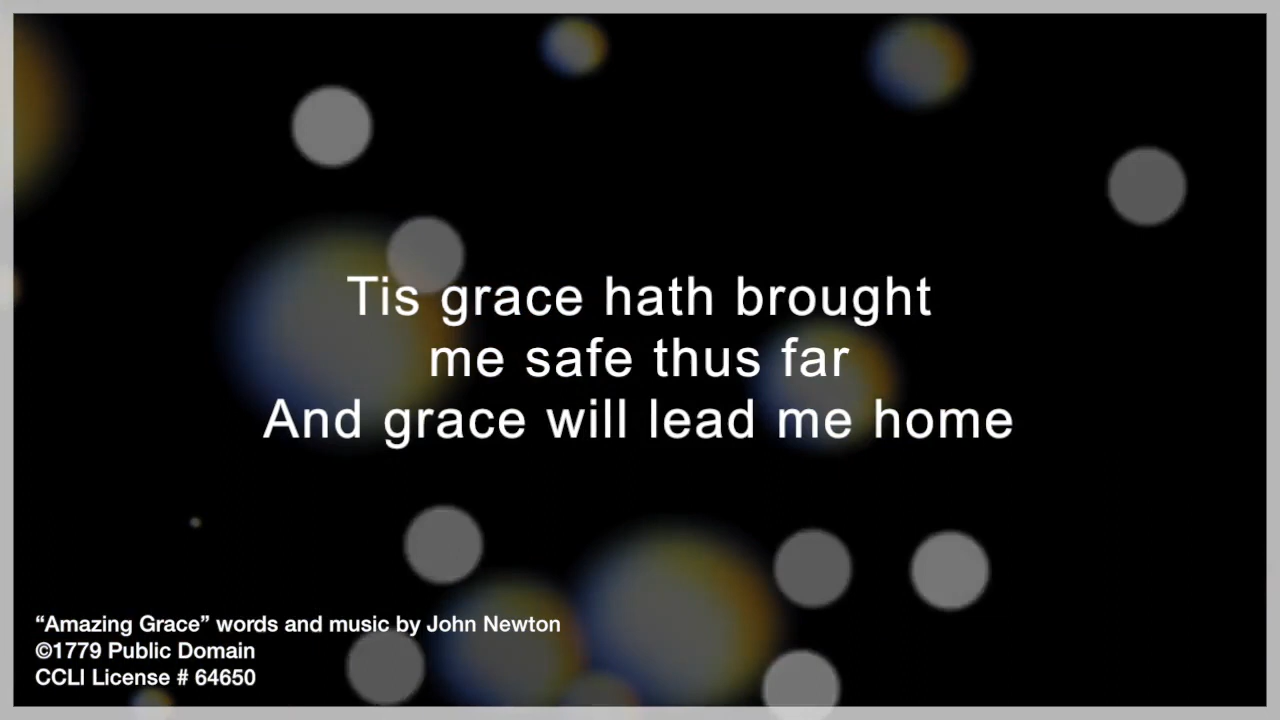 Tis grace hath brought
me safe thus far
And grace will lead me home
“Amazing Grace” words and music by John Newton
©1779 Public Domain
CCLI License # 64650